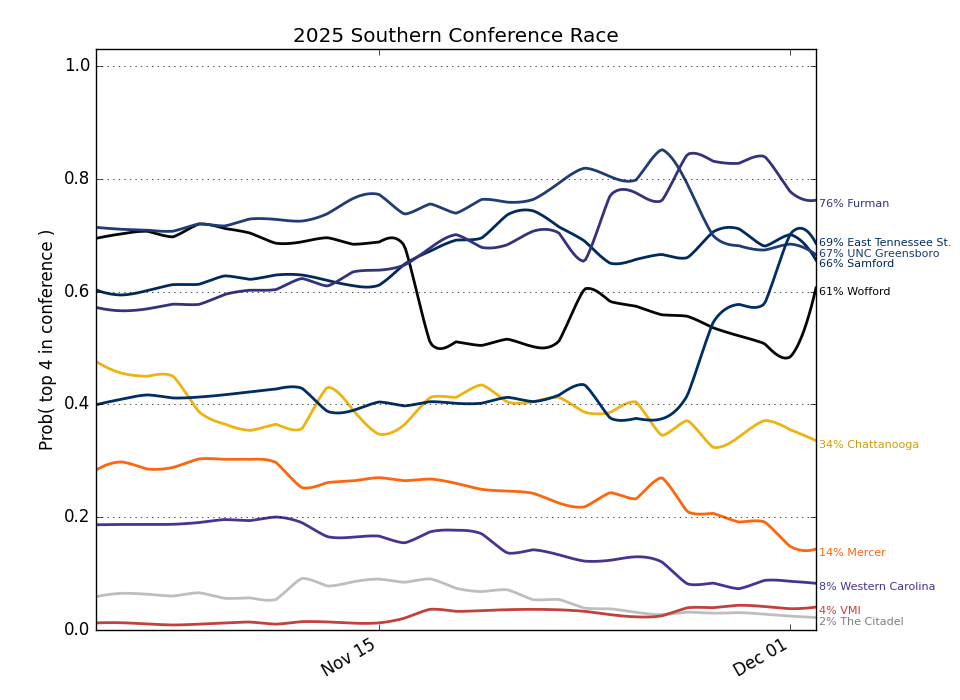 2025 Southern Conference Race
Prob( top 4 in conference )
1.0
0.8
0.6
0.4
0.2
0.0
Nov 15
Dec 01
76% Furman
69% East Tennessee St.
67% UNC Greensboro
66% Samford
61% Wofford
34% Chattanooga
14% Mercer
8% Western Carolina
4% VMI
2% The Citadel